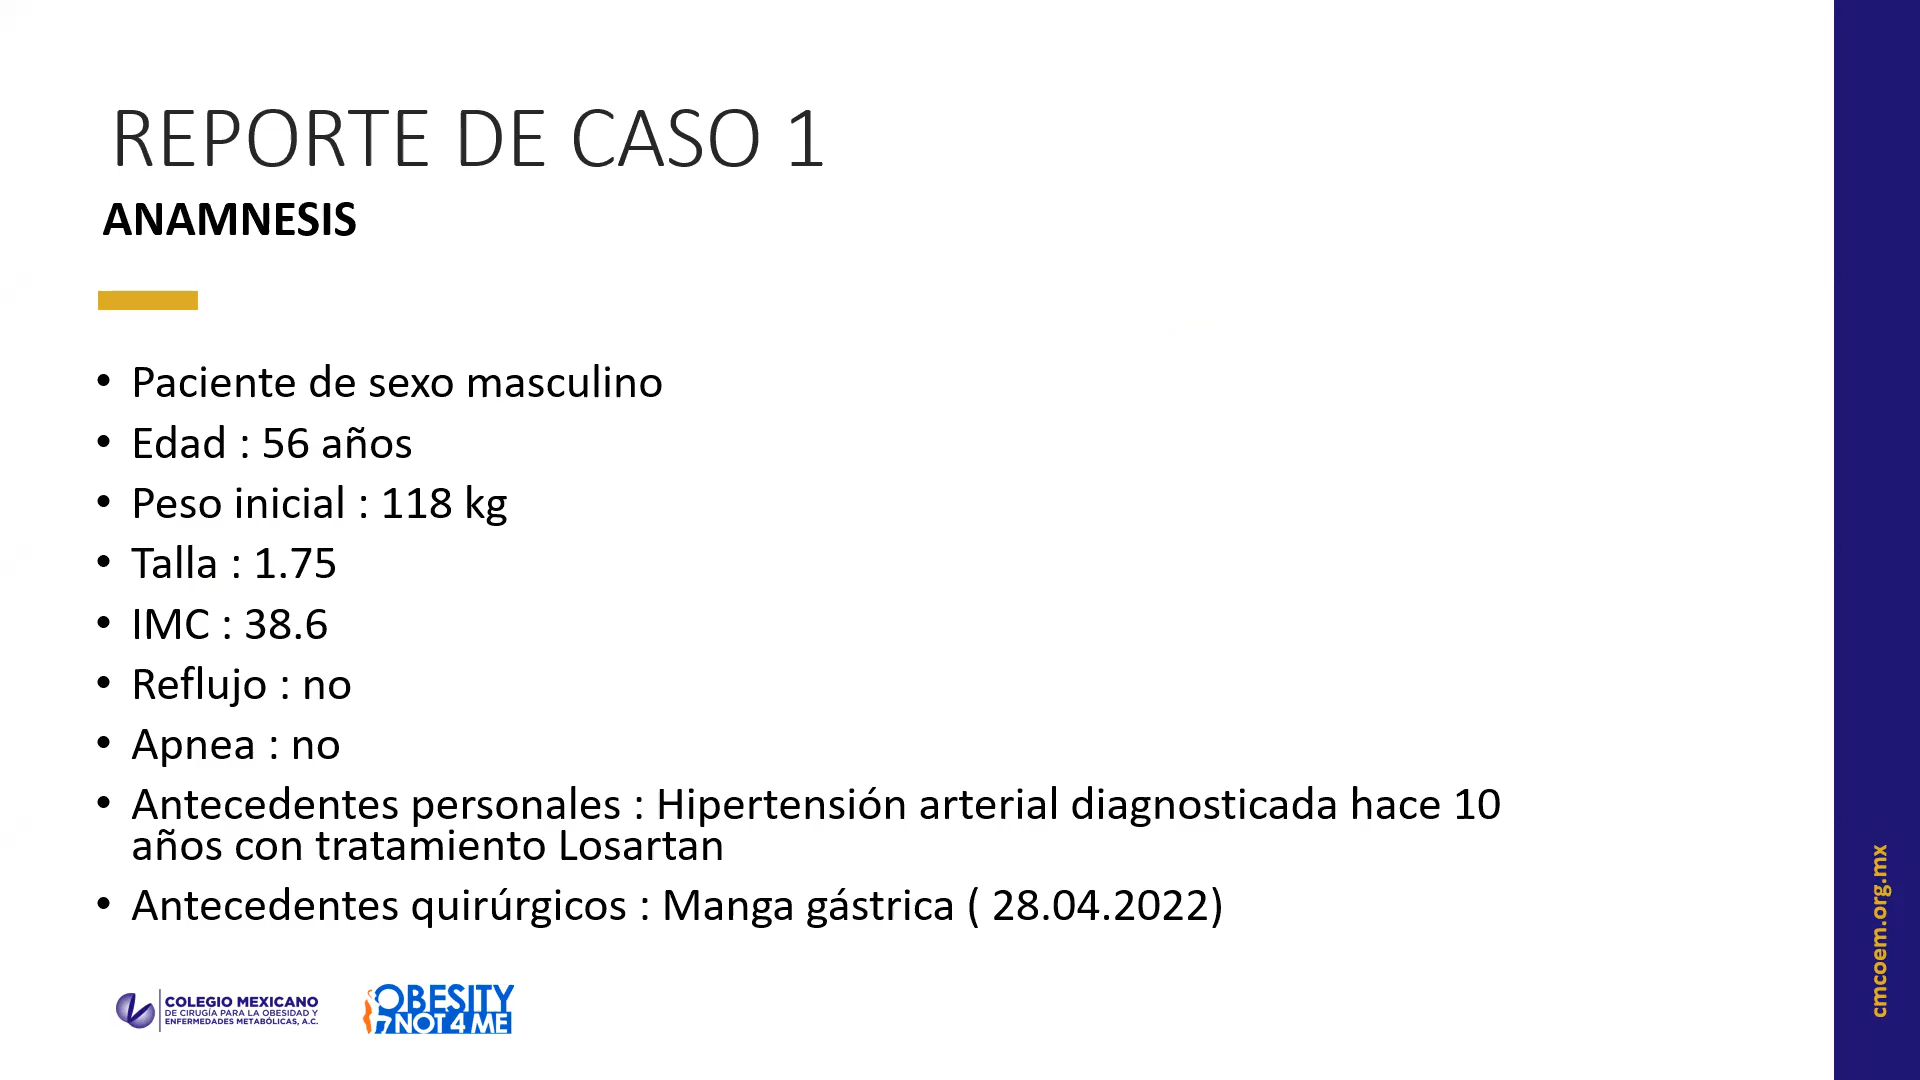 REPORTE DE CASO 1
ANAMNESIS
• Paciente de sexo masculino
• Edad : 56 años
• Peso inicial : 118 kg
• Talla : 1.75
• IMC : 38.6
• Reflujo : no
• Apnea : no
• Antecedentes personales : Hipertensión arterial diagnosticada hace 10
años con tratamiento Losartan
• Antecedentes quirúrgicos : Manga gástrica ( 28.04.2022)
COLEGIO MEXICANO
DE CIRUGÍA PARA LA OBESIDAD Y
ENFERMEDADES METABÓLICAS, A.C.
OBESITY
NOT 4 ME
cmcoem.org.mx